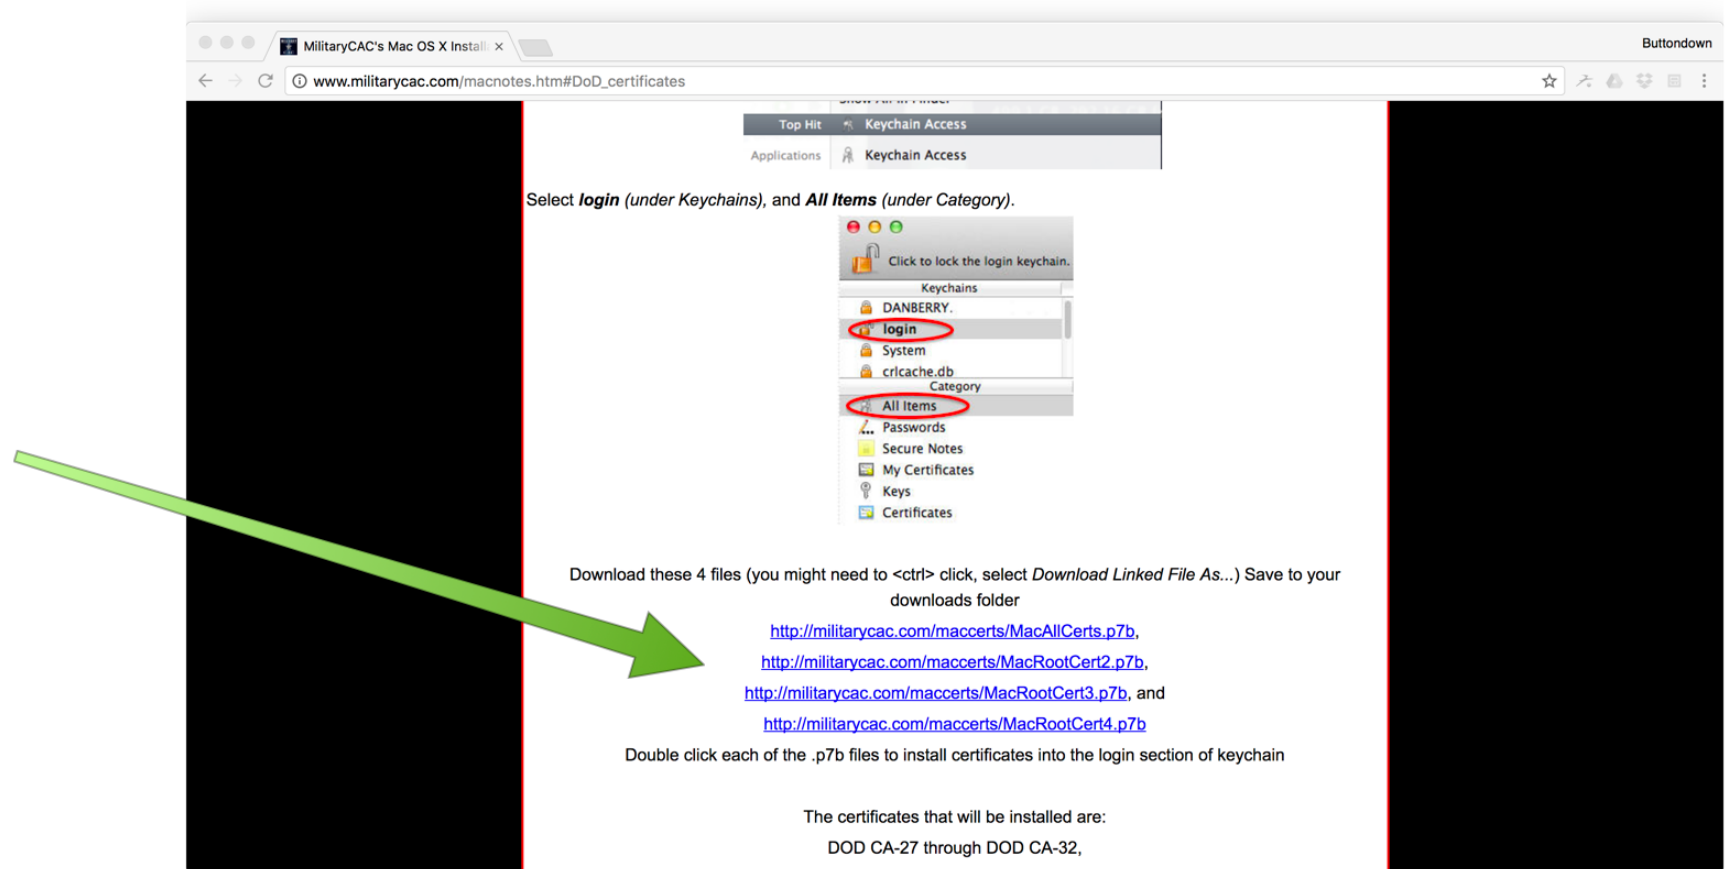 MilitaryCAC's Mac OS X Install
Buttondown
www.militarycac.com/macnotes.htm#DoD_certificates
Show All in Finder
Top Hit Keychain Access
Applications Keychain Access
Select login (under Keychains), and All Items (under Category).
Click to lock the login keychain.
Keychains
DANBERRY.
login
System
crlcache.db
Category
All Items
Passwords
Secure Notes
My Certificates
Keys
Certificates
Download these 4 files (you might need to <ctrl> click, select Download Linked File As...) Save to your
downloads folder
http://militarycac.com/maccerts/MacAllCerts.p7b,
http://militarycac.com/maccerts/MacRootCert2.p7b,
http://militarycac.com/maccerts/MacRootCert3.p7b, and
http://militarycac.com/maccerts/MacRootCert4.p7b
Double click each of the .p7b files to install certificates into the login section of keychain
The certificates that will be installed are:
DOD CA-27 through DOD CA-32,